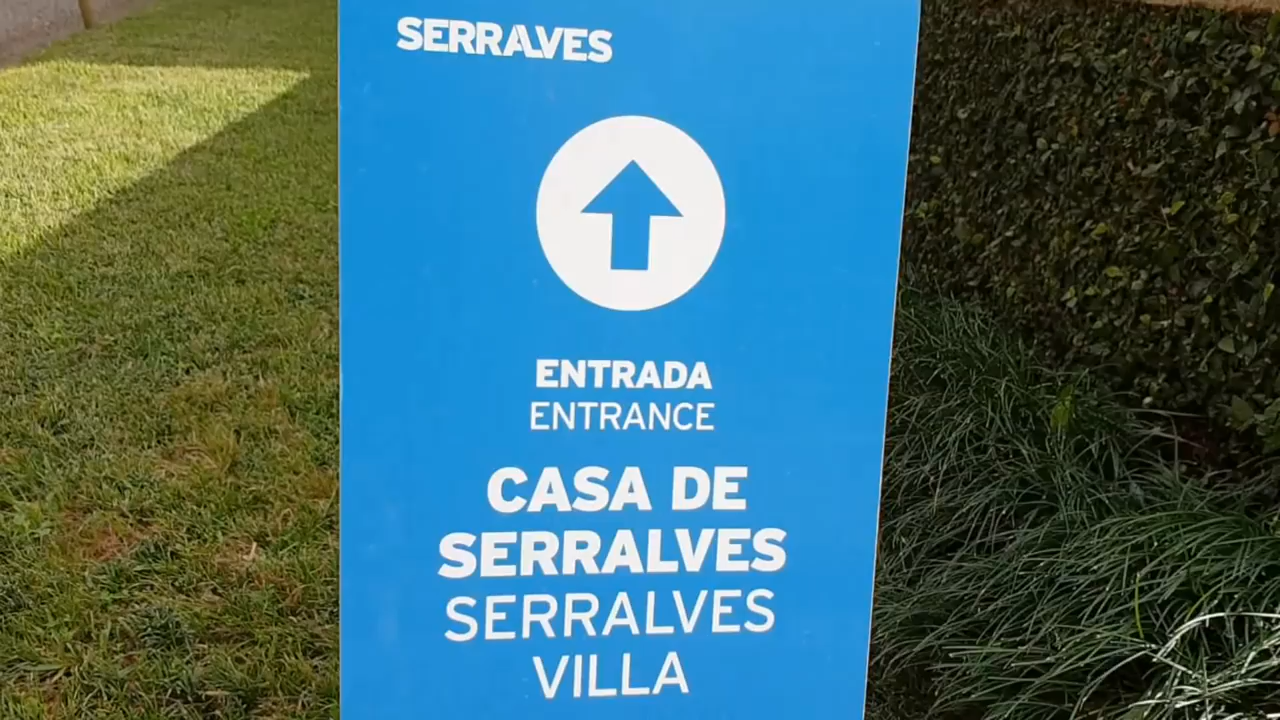 SERRALVES
ENTRADA
ENTRANCE
CASA DE
SERRALVES
SERRALVES
VILLA